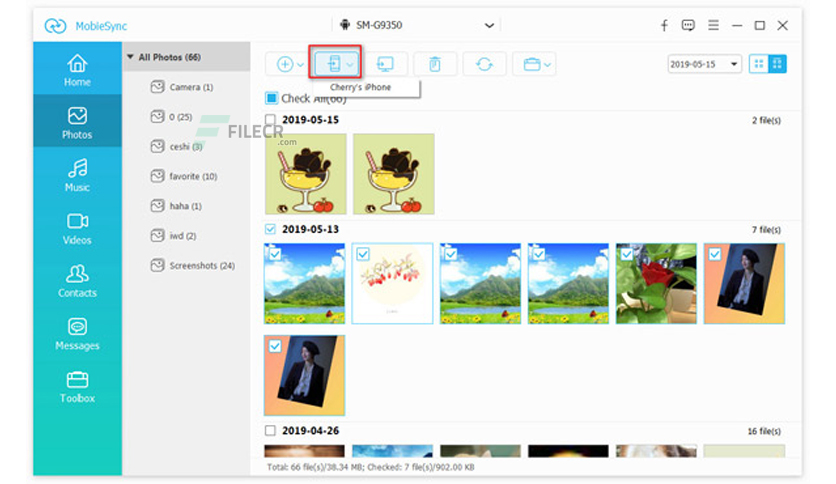 MobieSync
SM-G9350
Home
Photos
Music
Videos
Contacts
Messages
Toolbox
All Photos (66)
Camera (1)
0 (25)
ceshi (3)
favorite (10)
haha (1)
iwd (2)
Screenshots (24)
FILECR
.com
2019-05-15
Cherry's iPhone
Check All(66)
2019-05-15
2 file(s)
2019-05-13
7 file(s)
2019-04-26
16 file(s)
Total: 66 file(s)/38.34 MB; Checked: 7 file(s)/902.00 KB